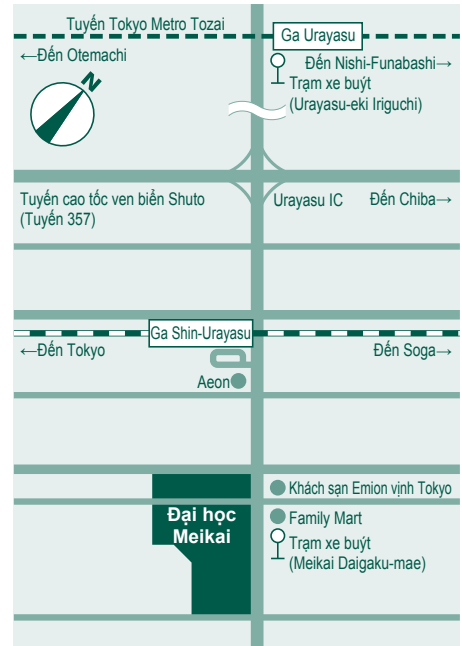 Tuyến Tokyo Metro Tozai
Ga Urayasu
←Đến Otemachi
Đến Nishi-Funabashi→
Trạm xe buýt
(Urayasu-eki Iriguchi)
N
Tuyến cao tốc ven biển Shuto
(Tuyến 357)
Urayasu IC
Đến Chiba→
Ga Shin-Urayasu
←Đến Tokyo
Đến Soga→
Aeon
Khách sạn Emion vịnh Tokyo
Đại học
Meikai
Family Mart
Trạm xe buýt
(Meikai Daigaku-mae)